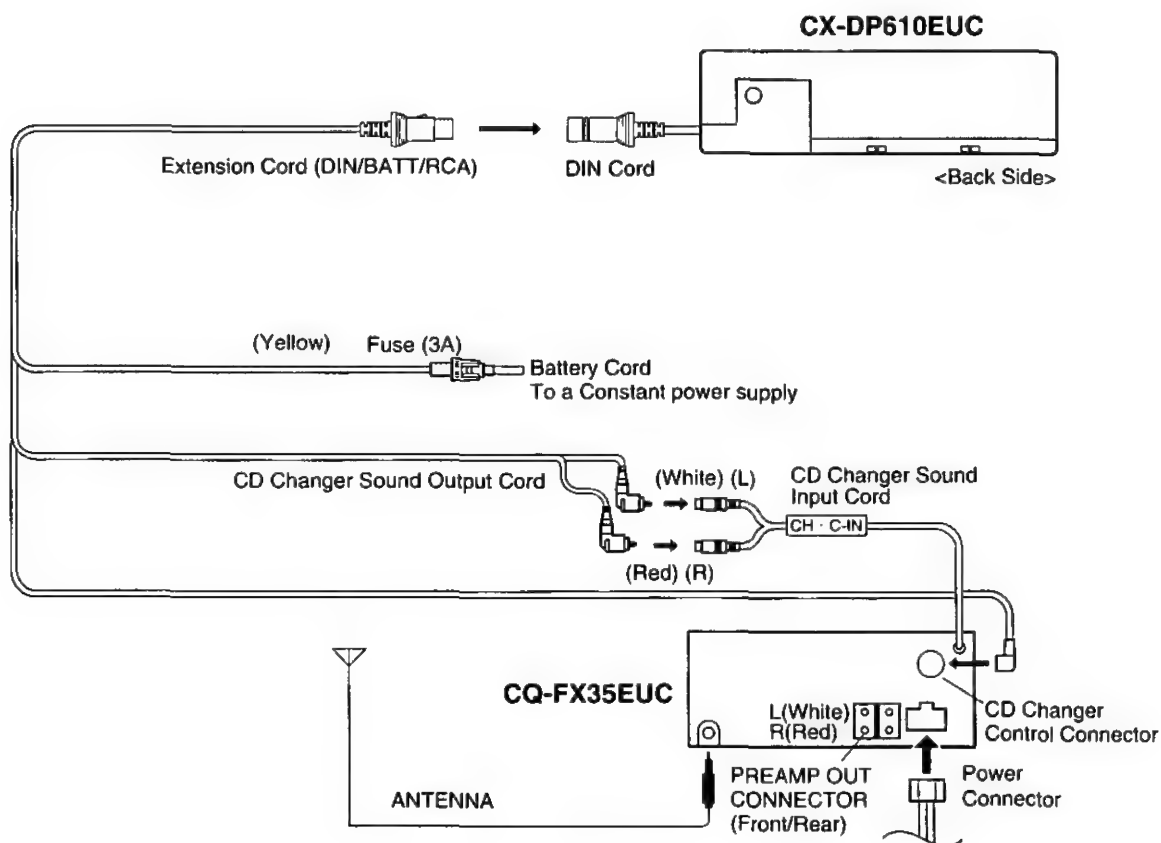 CX-DP610EUC
Extension Cord (DIN/BATT/RCA)
DIN Cord
<Back Side>
(Yellow)
Fuse (3A)
Battery Cord
To a Constant power supply
CD Changer Sound Output Cord
(White) (L)
(Red) (R)
CD Changer Sound
Input Cord
CH · C-IN
CQ-FX35EUC
L(White)
R(Red)
CD Changer
Control Connector
ANTENNA
PREAMP OUT
CONNECTOR
(Front/Rear)
Power
Connector